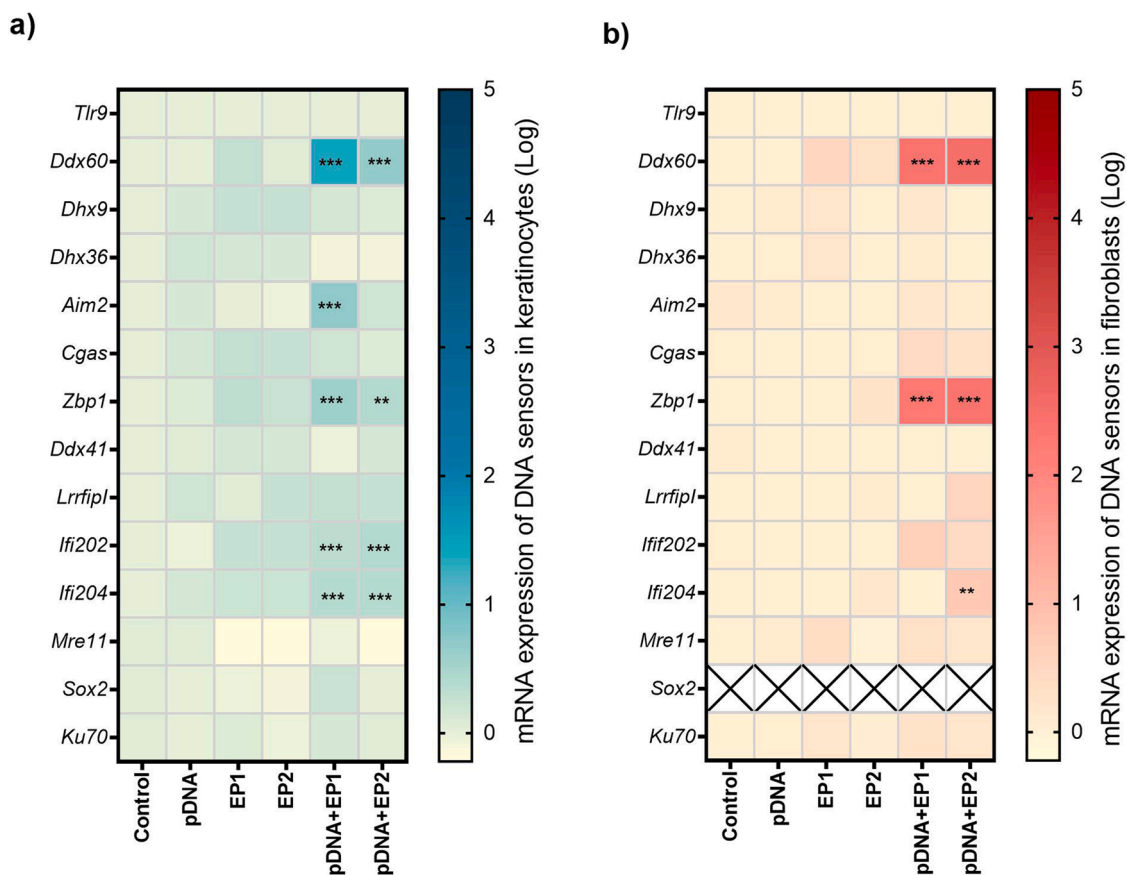 a)
Tlr9
Ddx60
Dhx9
Dhx36
Aim2
Cgas
Zbp1
Ddx41
LrrfipI
Ifi202
Ifi204
Mre11
Sox2
Ku70
***
***
***
***
**
***
***
***
***
Control
pDNA
EP1
EP2
pDNA+EP1
pDNA+EP2
5
4
3
2
1
0
mRNA expression of DNA sensors in keratinocytes (Log)
b)
Tlr9
Ddx60
Dhx9
Dhx36
Aim2
Cgas
Zbp1
Ddx41
LrrfipI
Ifif202
Ifi204
Mre11
Sox2
Ku70
***
***
***
***
**
Control
pDNA
EP1
EP2
pDNA+EP1
pDNA+EP2
5
4
3
2
1
0
mRNA expression of DNA sensors in fibroblasts (Log)